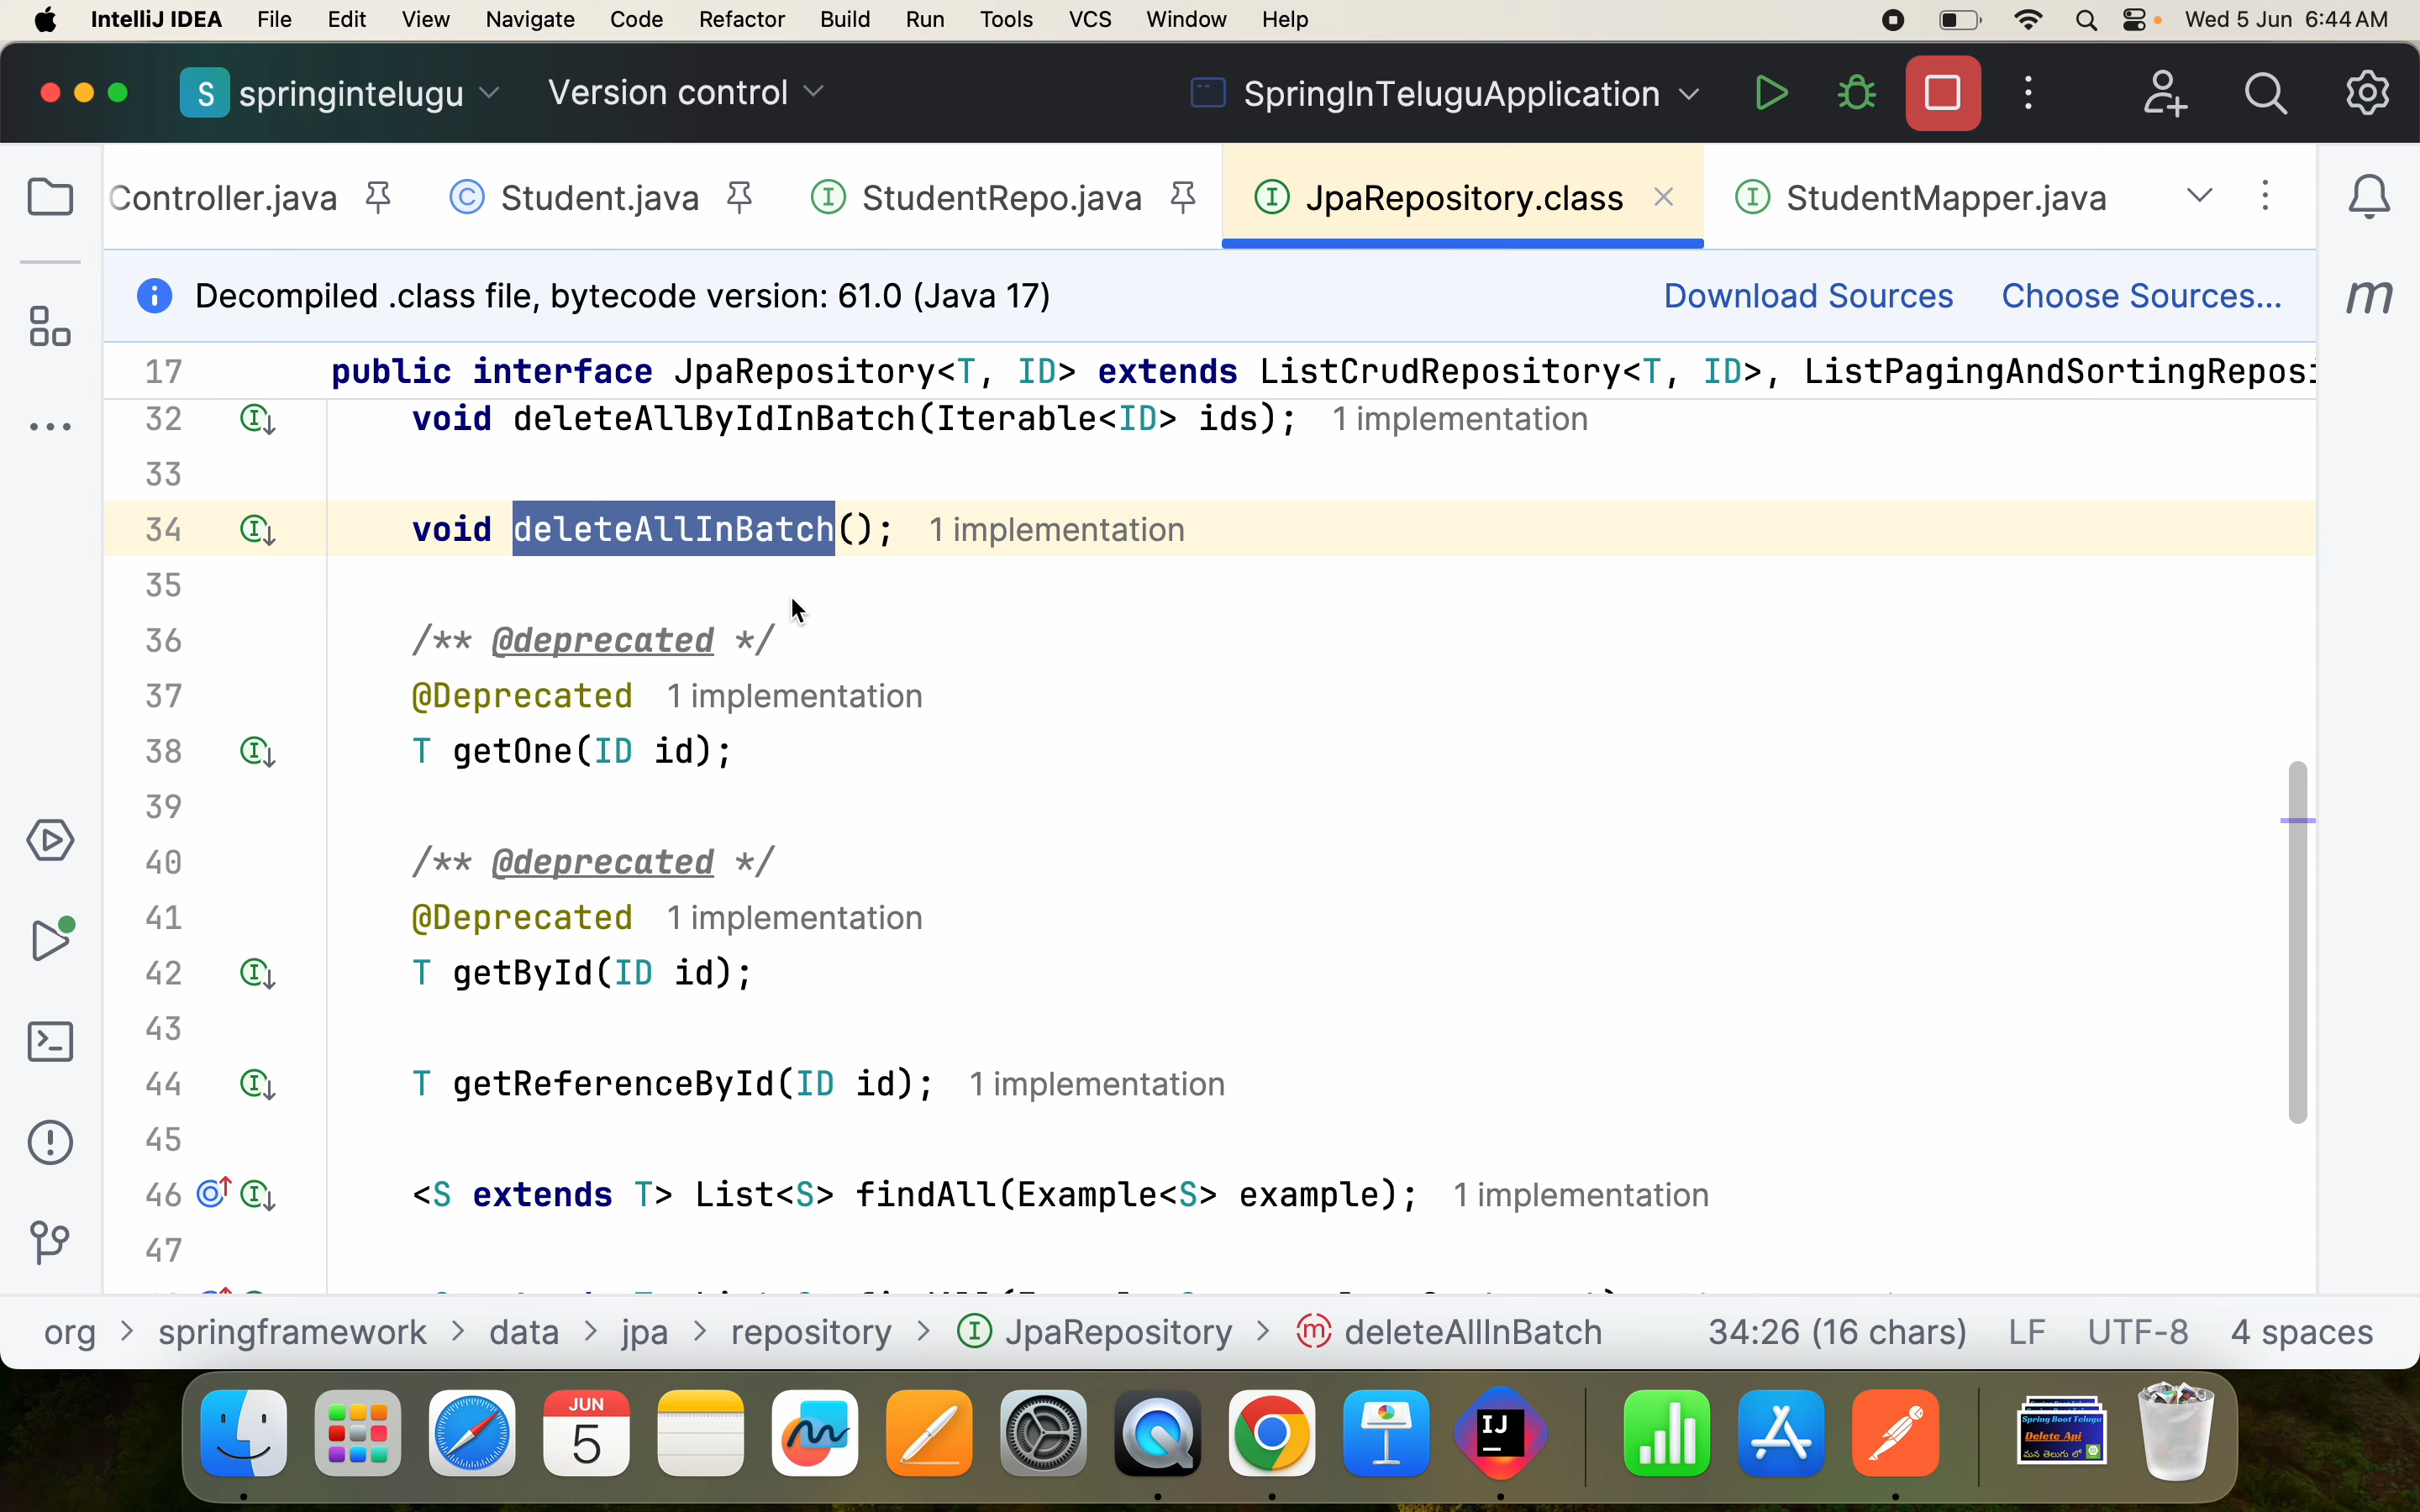 IntelliJ IDEA File Edit View Navigate Code Refactor Build Run Tools VCS Window Help Wed 5 Jun 6:44 AM
S springintelugu Version control SpringInTeluguApplication
Controller.java Student.java StudentRepo.java JpaRepository.class StudentMapper.java
Decompiled .class file, bytecode version: 61.0 (Java 17) Download Sources Choose Sources...
17 public interface JpaRepository<T, ID> extends ListCrudRepository<T, ID>, ListPagingAndSortingReposi
32 void deleteAllByIdInBatch(Iterable<ID> ids); 1 implementation
33
34 void deleteAllInBatch(); 1 implementation
35
36 /** @deprecated */
37 @Deprecated 1 implementation
38 T getOne(ID id);
39
40 /** @deprecated */
41 @Deprecated 1 implementation
42 T getById(ID id);
43
44 T getReferenceById(ID id); 1 implementation
45
46 <S extends T> List<S> findAll(Example<S> example); 1 implementation
47
org > springframework > data > jpa > repository > JpaRepository > deleteAllInBatch 34:26 (16 chars) LF UTF-8 4 spaces
JUN
5
IJ
Spring Boot Telugu
Delete Api
మన తెలుగు లో